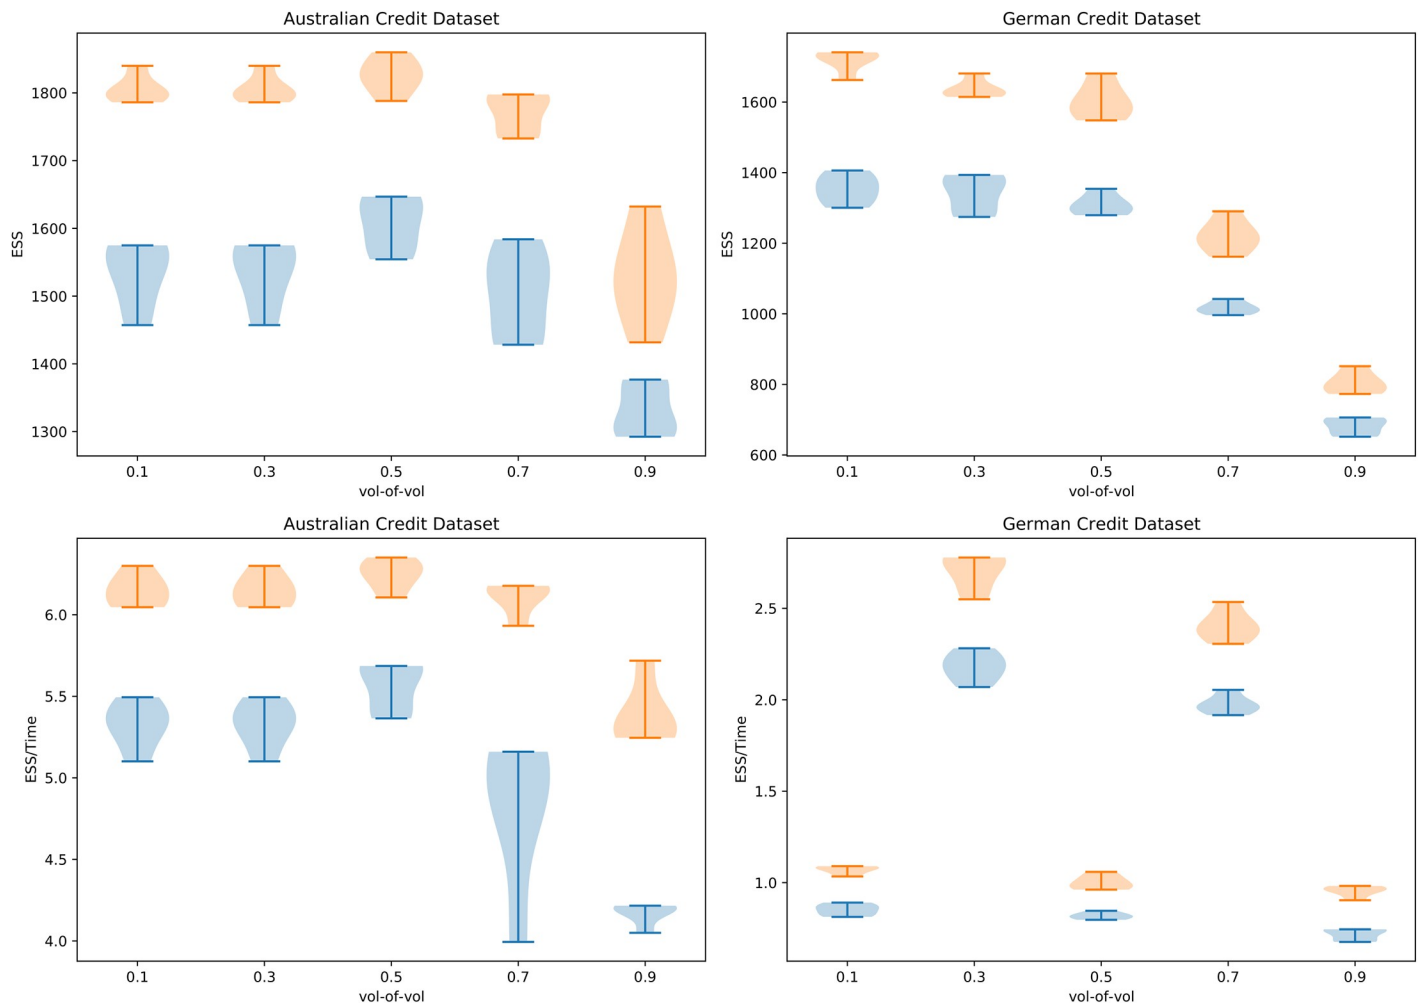 Australian Credit Dataset
ESS
1800
1700
1600
1500
1400
1300
0.1 0.3 0.5 0.7 0.9
vol-of-vol
German Credit Dataset
ESS
1600
1400
1200
1000
800
600
0.1 0.3 0.5 0.7 0.9
vol-of-vol
Australian Credit Dataset
ESS/Time
6.0
5.5
5.0
4.5
4.0
0.1 0.3 0.5 0.7 0.9
vol-of-vol
German Credit Dataset
ESS/Time
2.5
2.0
1.5
1.0
0.1 0.3 0.5 0.7 0.9
vol-of-vol